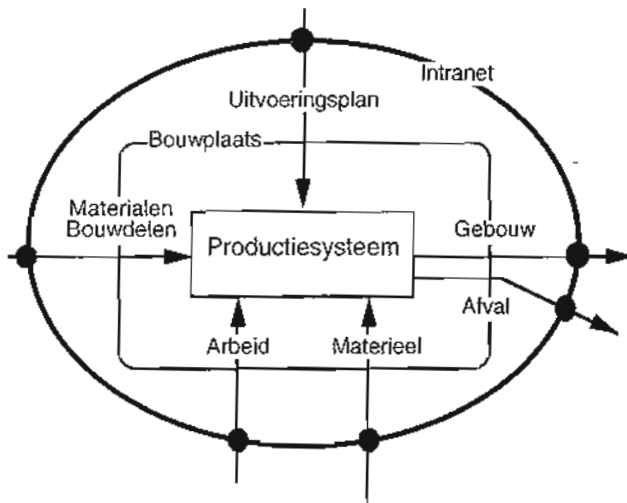 Intranet
Uitvoeringsplan
Bouwplaats
Materialen
Bouwdelen
Productiesysteem
Gebouw
Afval
Arbeid
Materieel